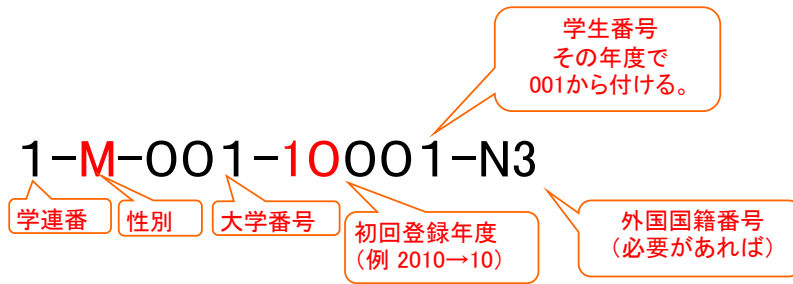 学生番号
その年度で
001から付ける。
1-M-001-10001-N3
学連番
性別
大学番号
初回登録年度
（例 2010→10）
外国国籍番号
（必要があれば）